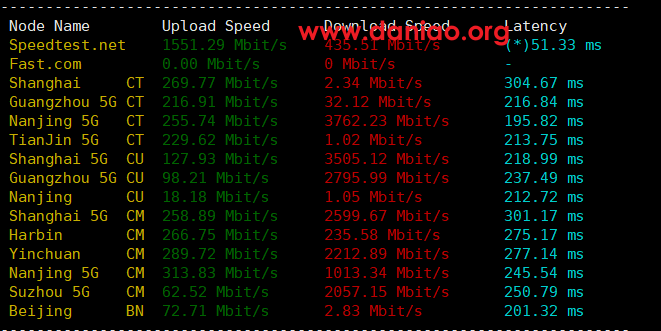 Node Name Upload Speed Download Speed Latency
www.daniao.org
Speedtest.net 1551.29 Mbit/s 435.51 Mbit/s (*)51.33 ms
Fast.com 0.00 Mbit/s 0 Mbit/s -
Shanghai CT 269.77 Mbit/s 2.34 Mbit/s 304.67 ms
Guangzhou 5G CT 216.91 Mbit/s 32.12 Mbit/s 216.84 ms
Nanjing 5G CT 255.74 Mbit/s 3762.23 Mbit/s 195.82 ms
TianJin 5G CT 229.62 Mbit/s 1.02 Mbit/s 213.75 ms
Shanghai 5G CU 127.93 Mbit/s 3505.12 Mbit/s 218.99 ms
Guangzhou 5G CU 98.21 Mbit/s 2795.99 Mbit/s 237.49 ms
Nanjing CU 18.18 Mbit/s 1.05 Mbit/s 212.72 ms
Shanghai 5G CM 258.89 Mbit/s 2599.67 Mbit/s 301.17 ms
Harbin CM 266.75 Mbit/s 235.58 Mbit/s 275.17 ms
Yinchuan CM 289.72 Mbit/s 2212.89 Mbit/s 277.14 ms
Nanjing 5G CM 313.83 Mbit/s 1013.34 Mbit/s 245.54 ms
Suzhou 5G CM 62.52 Mbit/s 2057.15 Mbit/s 250.79 ms
Beijing BN 72.71 Mbit/s 2.83 Mbit/s 201.32 ms